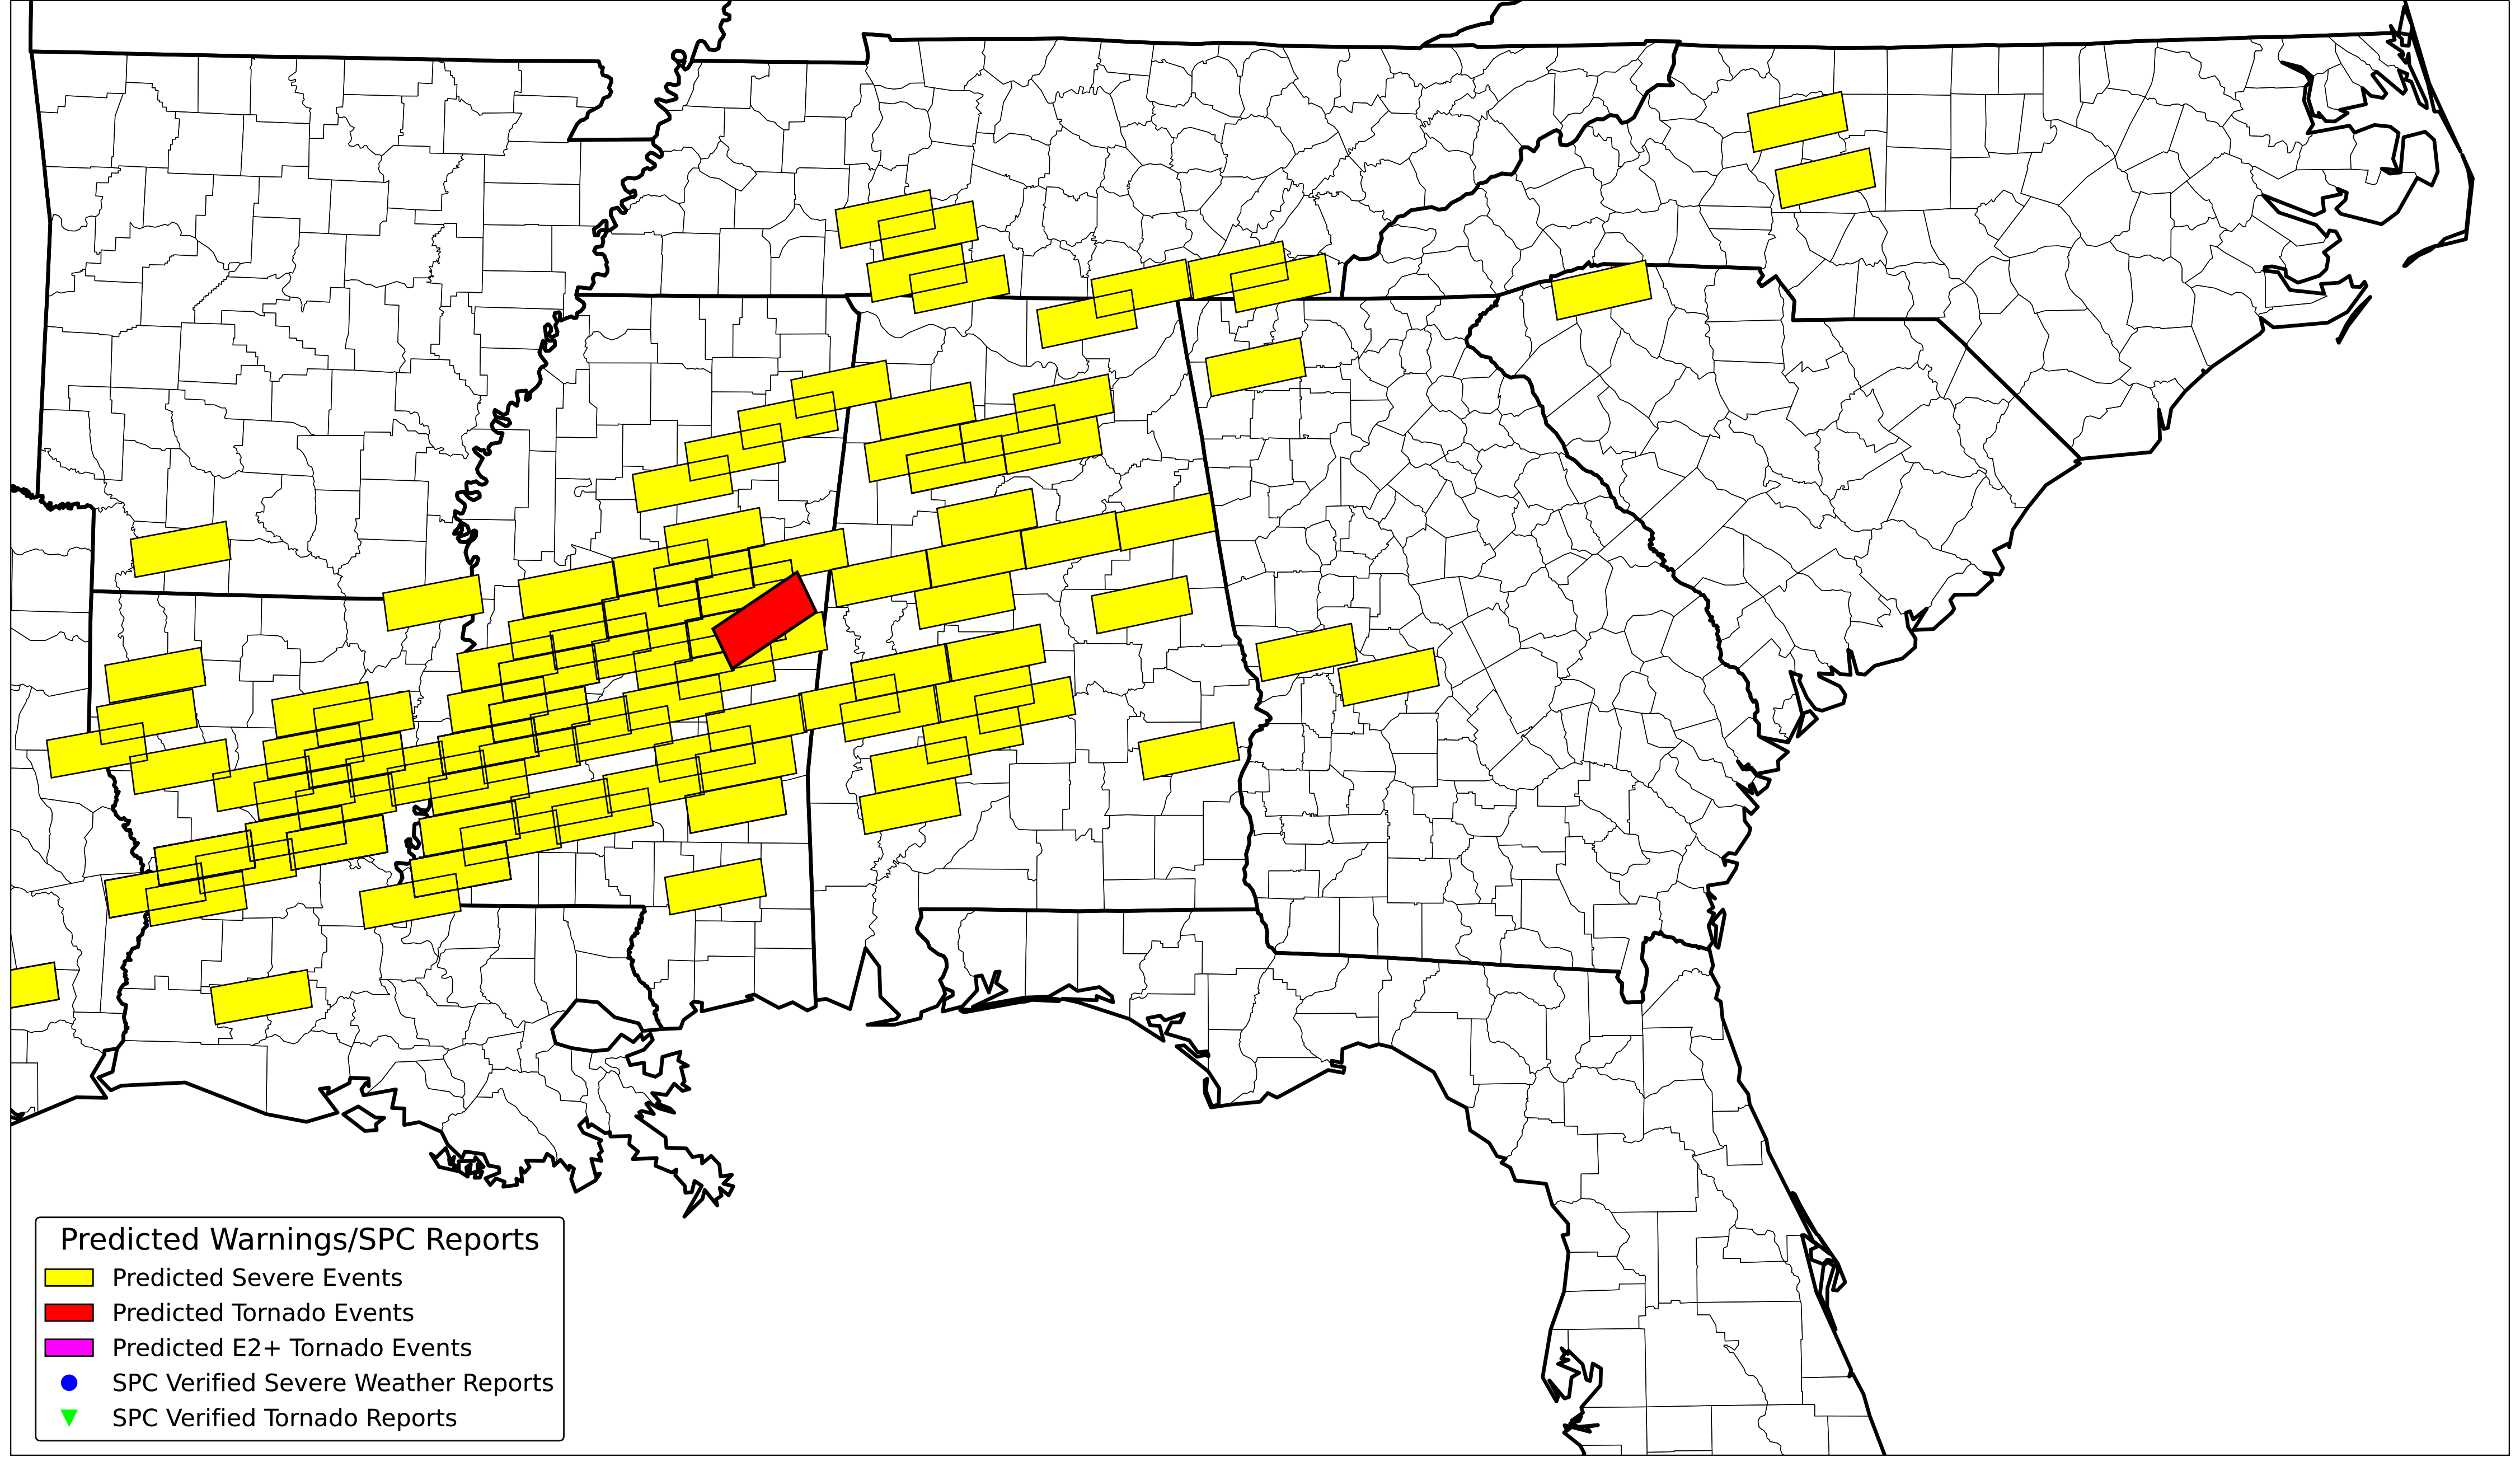 Predicted Warnings/SPC Reports
Predicted Severe Events
Predicted Tornado Events
Predicted E2+ Tornado Events
SPC Verified Severe Weather Reports
SPC Verified Tornado Reports